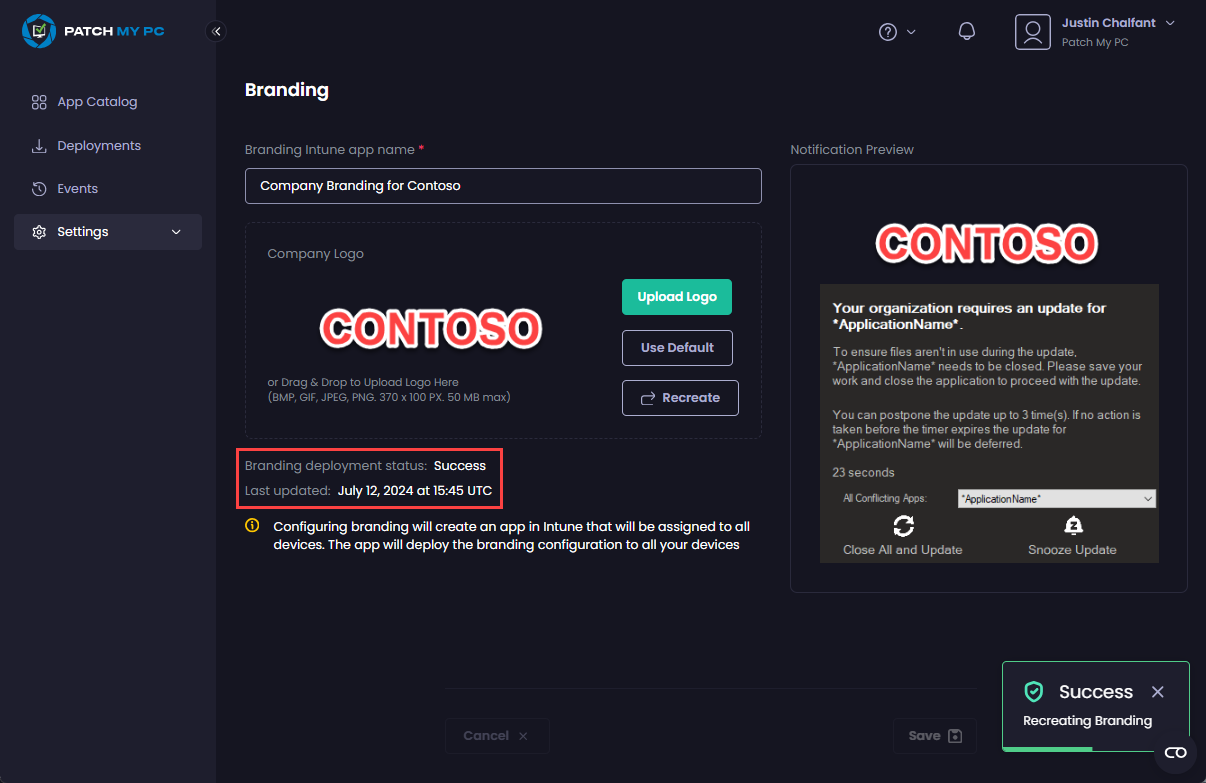 PATCH MY PC
Justin Chalfant
Patch My PC
App Catalog
Deployments
Events
Settings
Branding
Branding Intune app name *
Company Branding for Contoso
Company Logo
CONTOSO
Upload Logo
Use Default
Recreate
or Drag & Drop to Upload Logo Here
(BMP, GIF, JPEG, PNG. 370 x 100 PX. 50 MB max)
Branding deployment status: Success
Last updated: July 12, 2024 at 15:45 UTC
Configuring branding will create an app in Intune that will be assigned to all
devices. The app will deploy the branding configuration to all your devices
Notification Preview
CONTOSO
Your organization requires an update for
*ApplicationName*.
To ensure files aren't in use during the update,
*ApplicationName* needs to be closed. Please save your
work and close the application to proceed with the update.
You can postpone the update up to 3 time(s). If no action is
taken before the timer expires the update for
*ApplicationName* will be deferred.
23 seconds
All Conflicting Apps: *ApplicationName*
Close All and Update
Snooze Update
Cancel
Save
Success
Recreating Branding